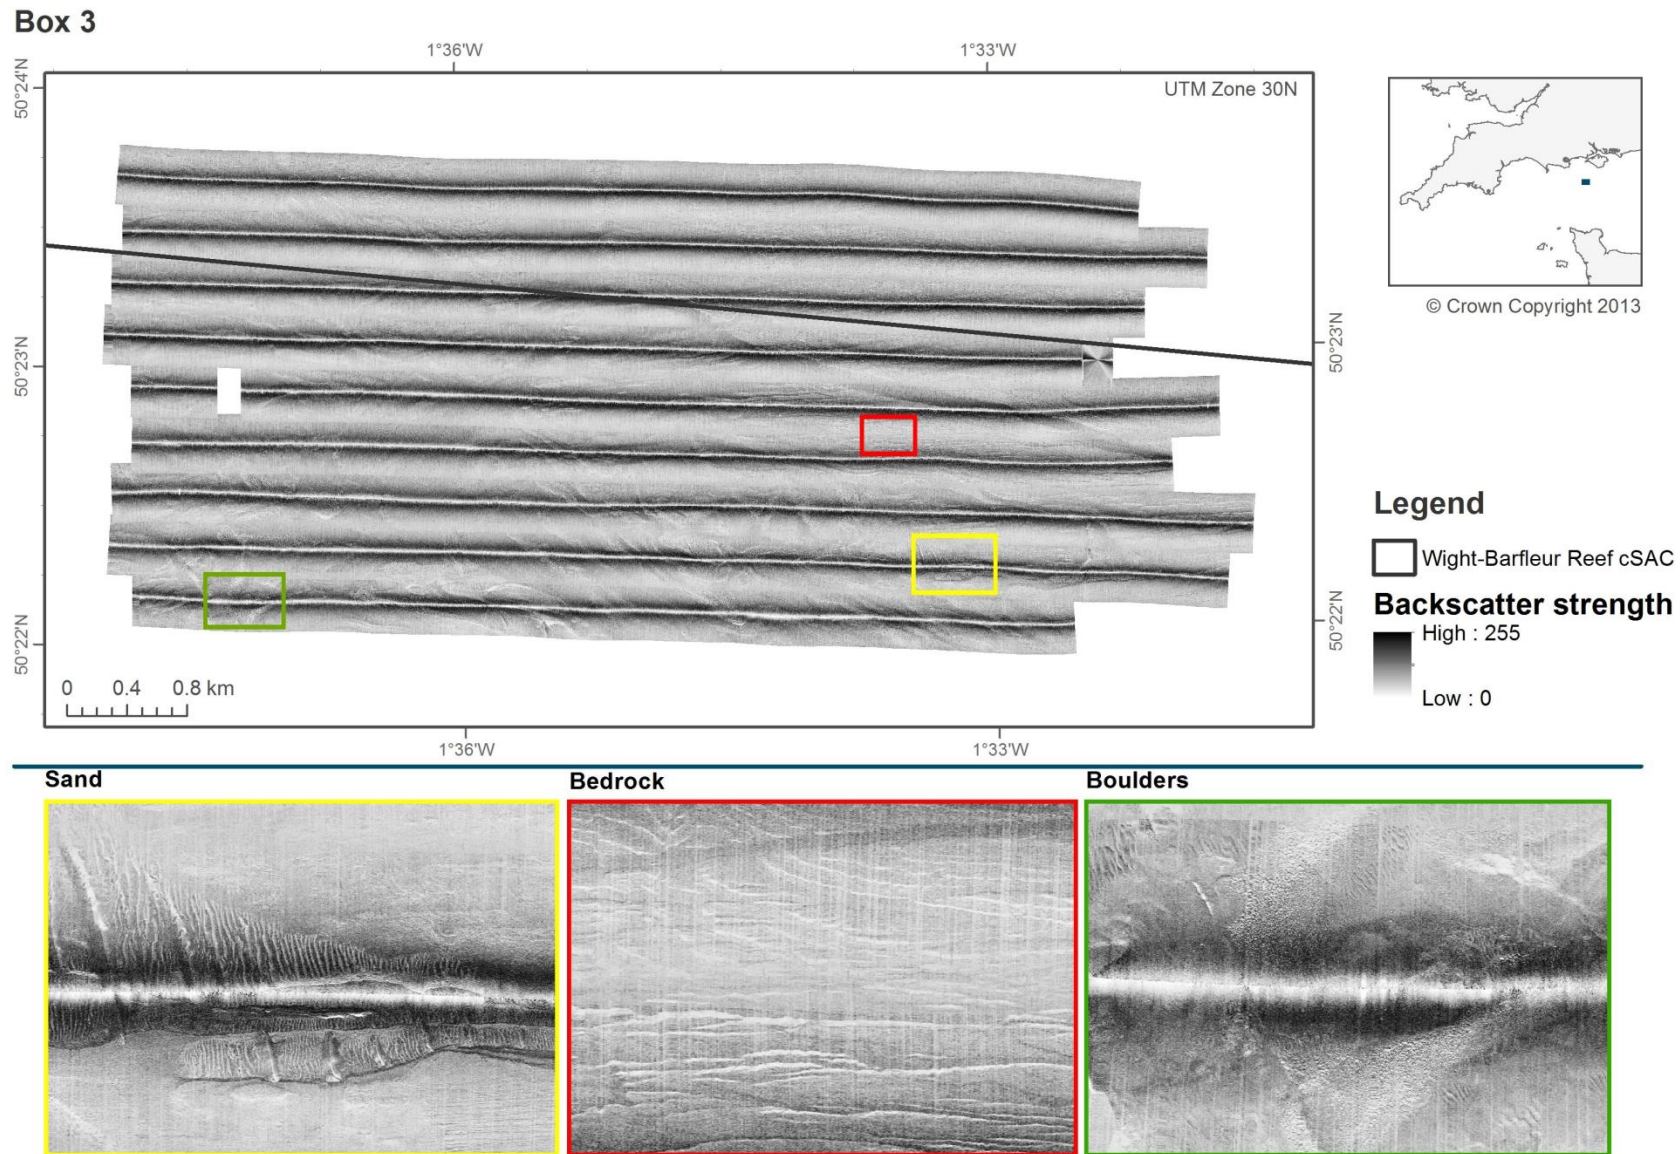 Box 3
1°36'W
1°33'W
50°24'N
UTM Zone 30N
© Crown Copyright 2013
50°23'N
50°23'N
Legend
Wight-Barfleur Reef cSAC
Backscatter strength
High : 255
Low : 0
50°22'N
50°22'N
0 0.4 0.8 km
1°36'W
1°33'W
Sand
Bedrock
Boulders